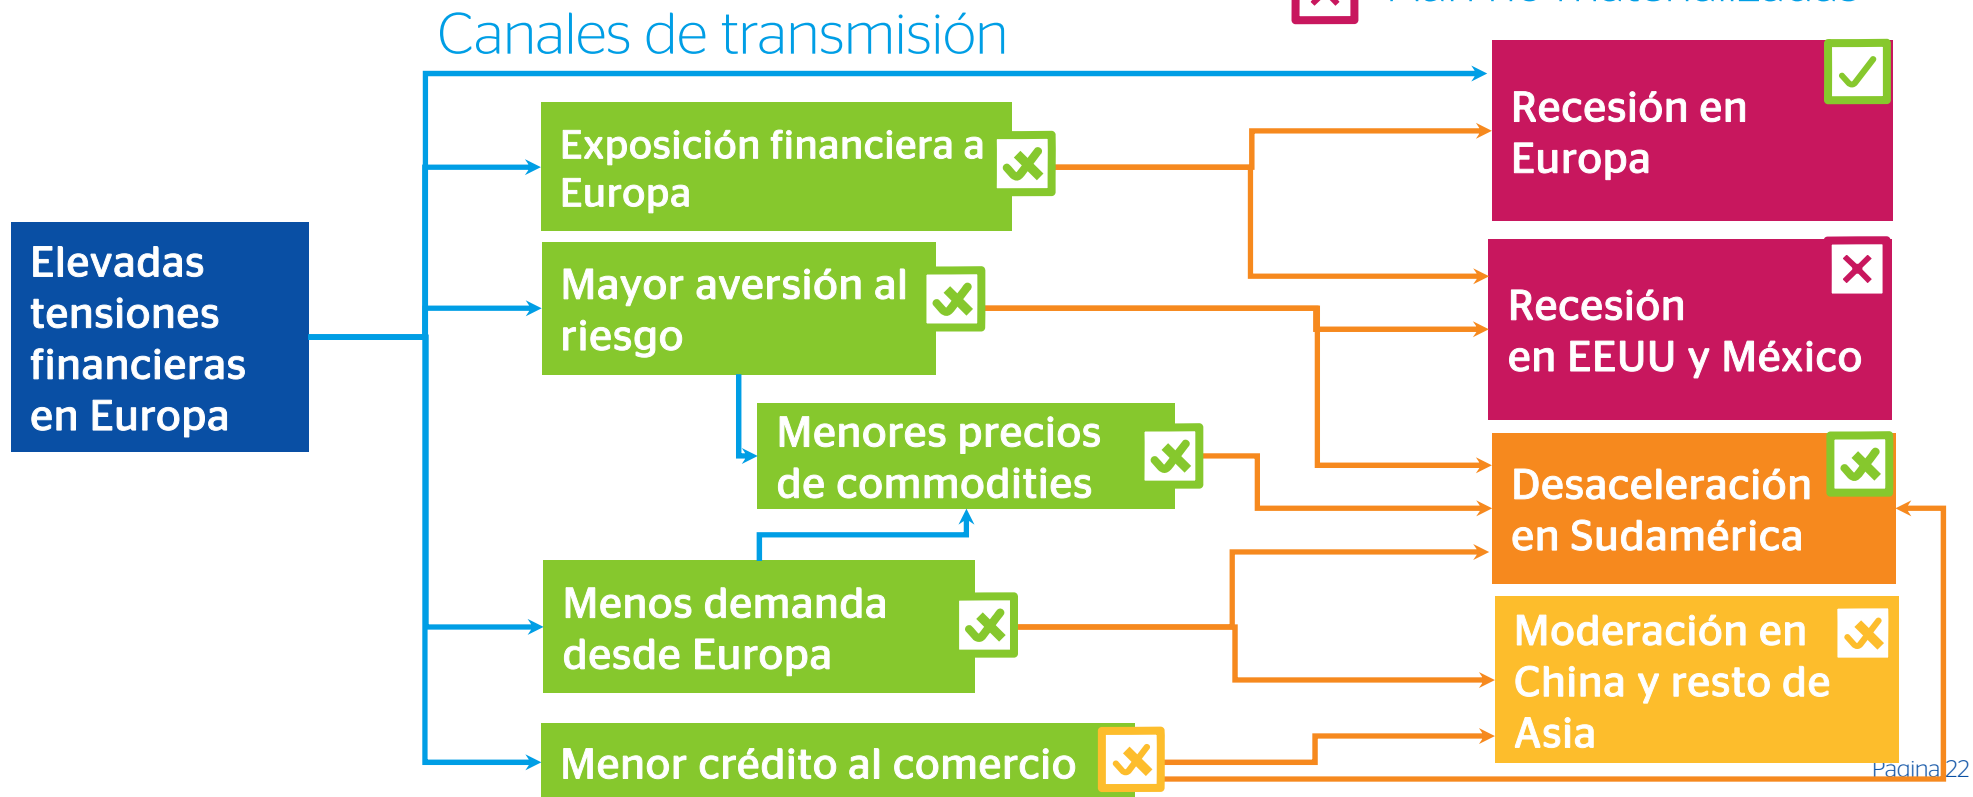 Canales de transmisión
Elevadas
tensiones
financieras
en Europa
Exposición financiera a
Europa
Mayor aversión al
riesgo
Menores precios
de commodities
Menos demanda
desde Europa
Menor crédito al comercio
Recesión en
Europa
Recesión
en EEUU y México
Desaceleración
en Sudamérica
Moderación en
China y resto de
Asia
Página 22